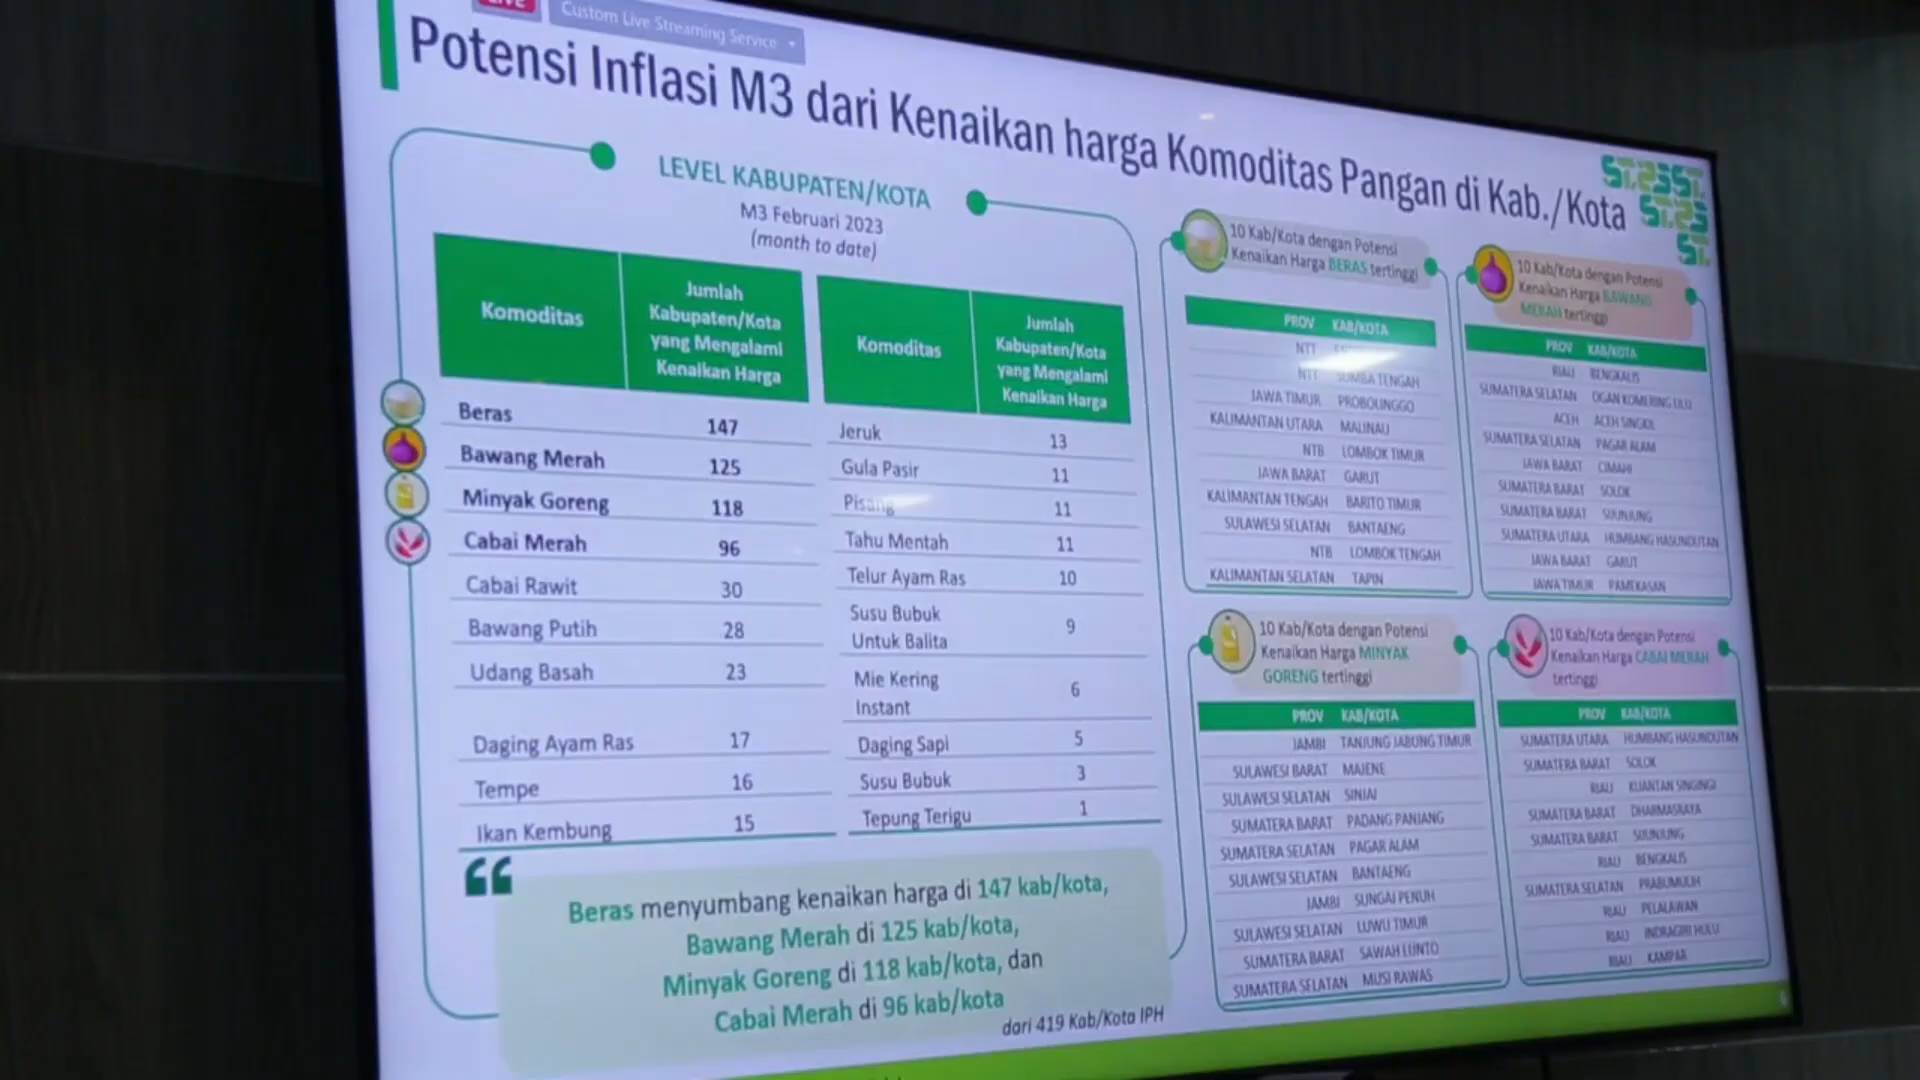 LIVE
Custom Live Streaming Service
Potensi Inflasi M3 dari Kenaikan harga Komoditas Pangan di Kab./Kota
LEVEL KABUPATEN/KOTA
M3 Februari 2023
(month to date)
Komoditas
Jumlah
Kabupaten/Kota
yang Mengalami
Kenaikan Harga
Beras 147
Bawang Merah 125
Minyak Goreng 118
Cabai Merah 96
Cabai Rawit 30
Bawang Putih 28
Udang Basah 23
Daging Ayam Ras 17
Tempe 16
Ikan Kembung 15
Komoditas
Jumlah
Kabupaten/Kota
yang Mengalami
Kenaikan Harga
Jeruk 13
Gula Pasir 11
Pisang 11
Tahu Mentah 11
Telur Ayam Ras 10
Susu Bubuk
Untuk Balita 9
Mie Kering
Instant 6
Daging Sapi 5
Susu Bubuk 3
Tepung Terigu 1
Beras menyumbang kenaikan harga di 147 kab/kota,
Bawang Merah di 125 kab/kota,
Minyak Goreng di 118 kab/kota, dan
Cabai Merah di 96 kab/kota
dari 419 Kab/Kota IPH
10 Kab/Kota dengan Potensi
Kenaikan Harga BERAS tertinggi
PROV KAB/KOTA
NTT
NTT SUMBA TENGAH
JAWA TIMUR PROBOLINGGO
KALIMANTAN UTARA MALINAU
NTB LOMBOK TIMUR
JAWA BARAT GARUT
KALIMANTAN TENGAH BARITO TIMUR
SULAWESI SELATAN BANTAENG
NTB LOMBOK TENGAH
KALIMANTAN SELATAN TAPIN
10 Kab/Kota dengan Potensi
Kenaikan Harga BAWANG
MERAH tertinggi
PROV KAB/KOTA
RIAU BENGKALIS
SUMATERA SELATAN OGAN KOMERING ULU
ACEH ACEH SINGKIL
SUMATERA SELATAN PAGAR ALAM
JAWA BARAT CIMAHI
SUMATERA BARAT SOLOK
SUMATERA BARAT SIJUNJUNG
SUMATERA UTARA HUMBANG HASUNDUTAN
JAWA BARAT GARUT
JAWA TIMUR PAMEKASAN
10 Kab/Kota dengan Potensi
Kenaikan Harga MINYAK
GORENG tertinggi
PROV KAB/KOTA
JAMBI TANJUNG JABUNG TIMUR
SULAWESI BARAT MAJENE
SULAWESI SELATAN SINJAI
SUMATERA BARAT PADANG PANJANG
SUMATERA SELATAN PAGAR ALAM
SULAWESI SELATAN BANTAENG
JAMBI SUNGAI PENUH
SULAWESI SELATAN LUWU TIMUR
SUMATERA BARAT SAWAH LUNTO
SUMATERA SELATAN MUSI RAWAS
10 Kab/Kota dengan Potensi
Kenaikan Harga CABAI MERAH
tertinggi
PROV KAB/KOTA
SUMATERA UTARA HUMBANG HASUNDUTAN
SUMATERA BARAT SOLOK
RIAU KUANTAN SINGINGI
SUMATERA BARAT DHARMASRAYA
SUMATERA BARAT SIJUNJUNG
RIAU BENGKALIS
SUMATERA SELATAN PRABUMULIH
RIAU PELALAWAN
RIAU INDRAGIRI HULU
RIAU KAMPAR